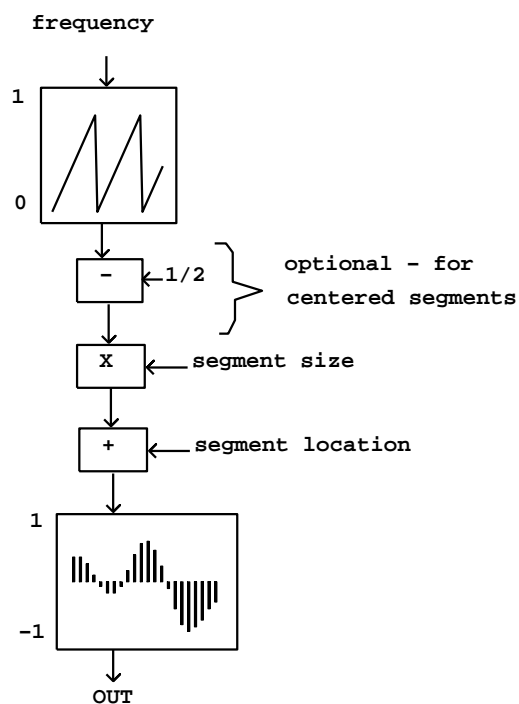 frequency
1
0
–
1/2
optional – for
centered segments
X
segment size
+
segment location
1
–1
OUT